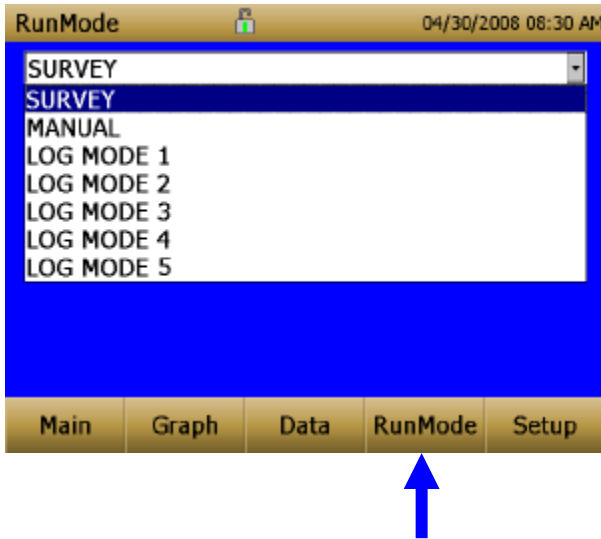 RunMode 04/30/2008 08:30 AM
SURVEY
SURVEY
MANUAL
LOG MODE 1
LOG MODE 2
LOG MODE 3
LOG MODE 4
LOG MODE 5
Main Graph Data RunMode Setup